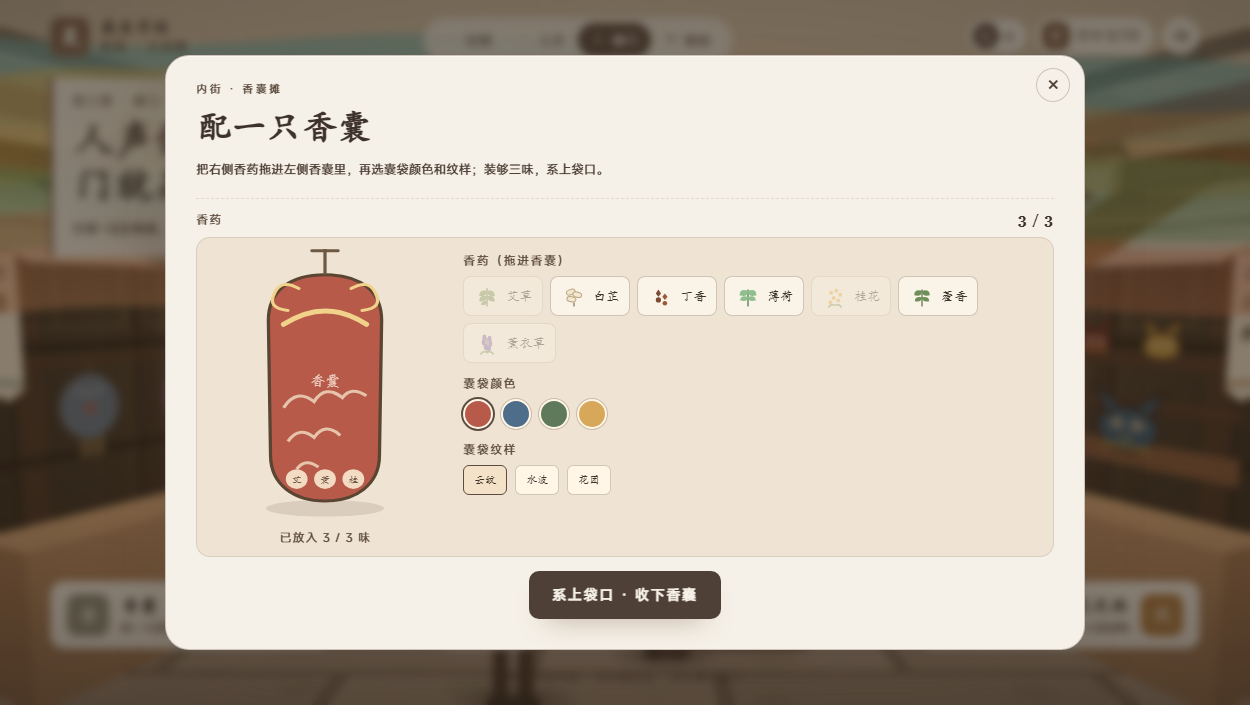 内街 · 香囊摊
配一只香囊
把右侧香药拖进左侧香囊里，再选囊袋颜色和纹样；装够三味，系上袋口。
香药
3 / 3
香囊
艾 薰 桂
已放入 3 / 3 味
香药（拖进香囊）
艾草 白芷 丁香 薄荷 桂花 藿香
薰衣草
囊袋颜色
囊袋纹样
云纹 水波 花团
系上袋口 · 收下香囊